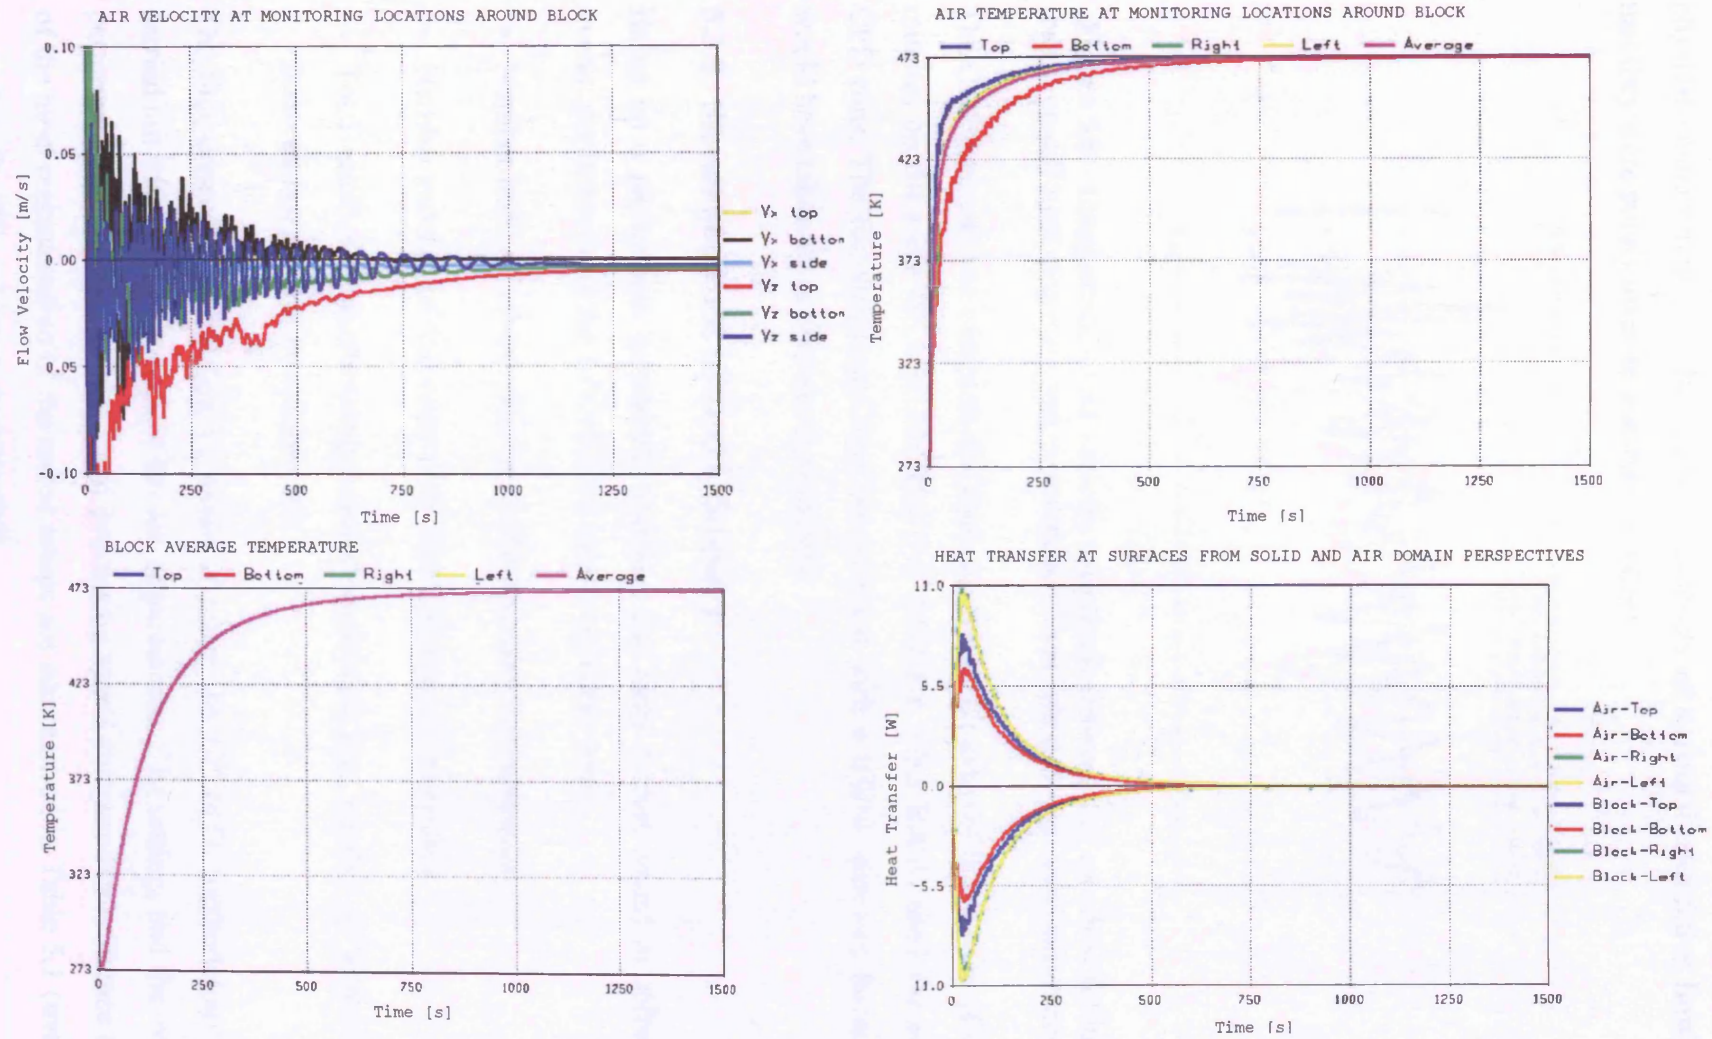 AIR VELOCITY AT MONITORING LOCATIONS AROUND BLOCK
0.10
0.05
0.00
0.05
-0.10
Flow Velocity [m/s]
0 250 500 750 1000 1250 1500
Time [s]
Vx top
Vx bottom
Vx side
Vz top
Vz bottom
Vz side
AIR TEMPERATURE AT MONITORING LOCATIONS AROUND BLOCK
Top Bottom Right Left Average
473
423
373
323
273
Temperature [K]
0 250 500 750 1000 1250 1500
Time [s]
BLOCK AVERAGE TEMPERATURE
Top Bottom Right Left Average
473
423
373
323
273
Temperature [K]
0 250 500 750 1000 1250 1500
Time [s]
HEAT TRANSFER AT SURFACES FROM SOLID AND AIR DOMAIN PERSPECTIVES
11.0
5.5
0.0
-5.5
11.0
Heat Transfer [W]
0 250 500 750 1000 1250 1500
Time [s]
Air-Top
Air-Bottom
Air-Right
Air-Left
Block-Top
Block-Bottom
Block-Right
Block-Left